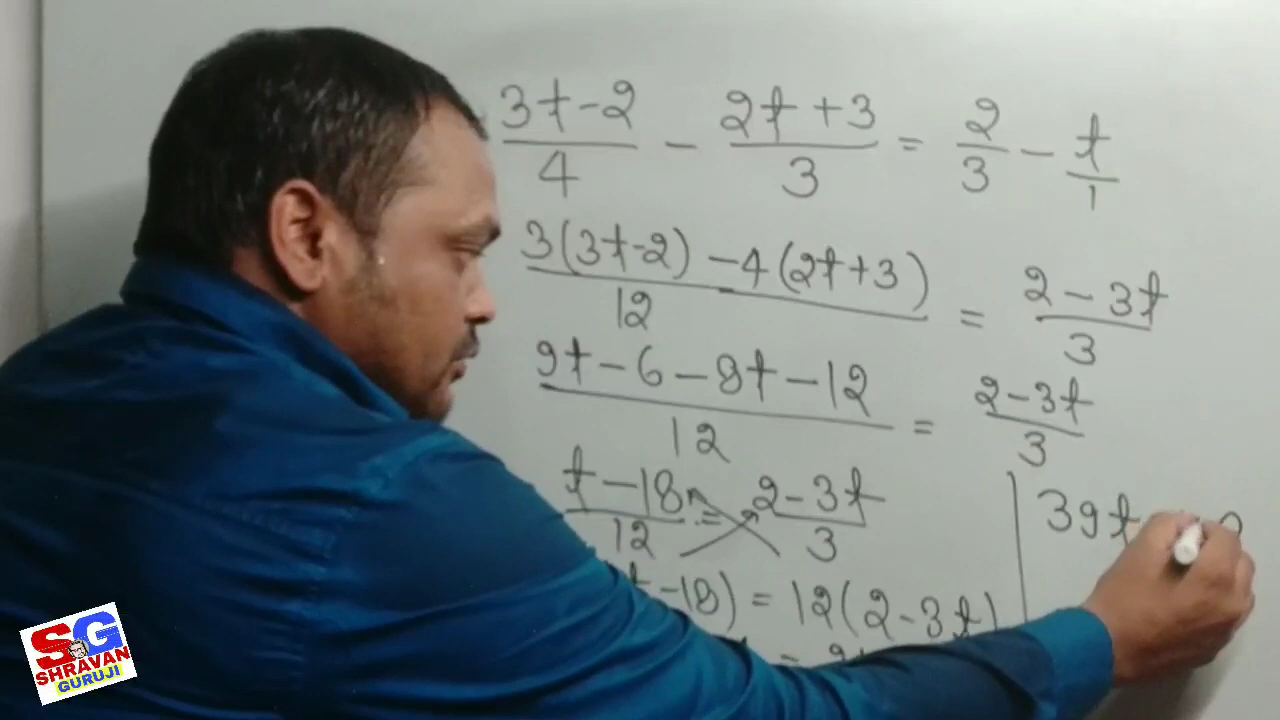 (3t-2)/4 - (2t+3)/3 = 2/3 - t/1
(3(3t-2) -4(2t+3))/12 = (2-3t)/3
(9t-6-8t-12)/12 = (2-3t)/3
(t-18)/12 = (2-3t)/3
t-18) = 12(2-3t)
=
39t
SG
SHRAVAN
GURUJI